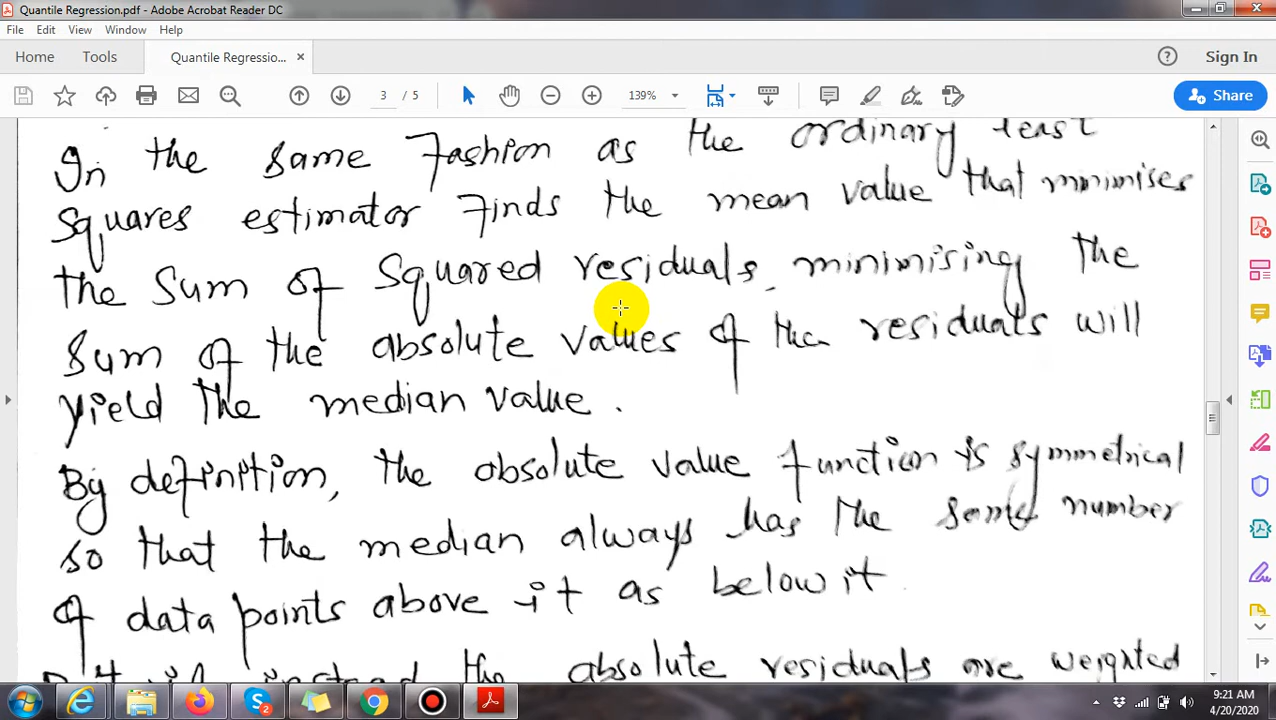 Quantile Regression.pdf - Adobe Acrobat Reader DC
File Edit View Window Help
Home Tools Quantile Regressio... × Sign In
3 / 5 139% Share
In the same fashion as the ordinary least
squares estimator finds the mean value that minimises
the sum of squared residuals, minimising the
sum of the absolute values of the residuals will
yield the median value.
By definition, the absolute value function is symmetrical
so that the median always has the same number
of data points above it as below it.
But if, instead the absolute residuals are weighted
9:21 AM
4/20/2020